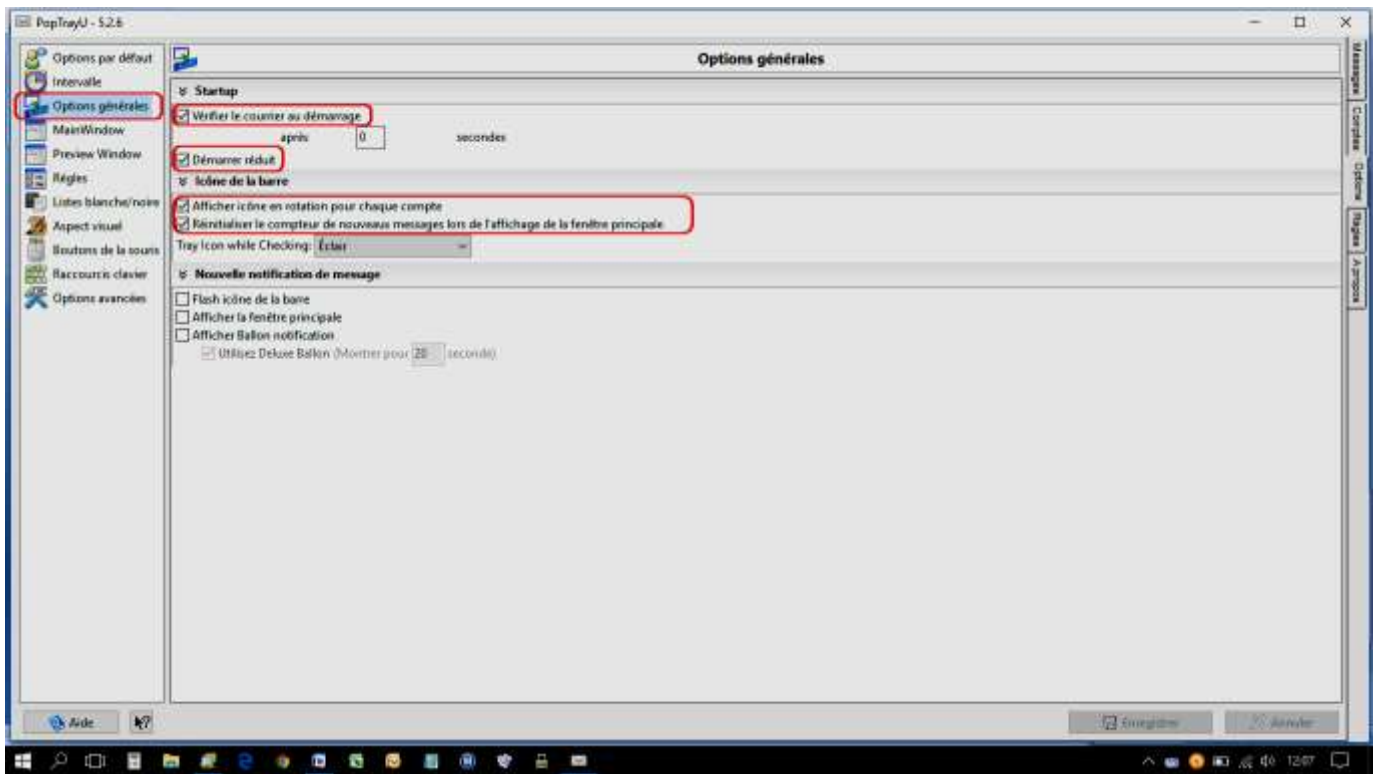 PopTrayU - 5.2.6
Options par défaut
Intervalle
Options générales
MainWindow
Preview Window
Règles
Listes blanche/noire
Aspect visuel
Boutons de la souris
Raccourcis clavier
Options avancées
Options générales
Startup
Vérifier le courrier au démarrage
après 0 secondes
Démarrer réduit
Icône de la barre
Afficher icône en rotation pour chaque compte
Réinitialiser le compteur de nouveaux messages lors de l'affichage de la fenêtre principale
Tray Icon while Checking: Éclair
Nouvelle notification de message
Flash icône de la barre
Afficher la fenêtre principale
Afficher Ballon notification
Utilisez Deluxe Ballon (Montrer pour 20 seconde)
Messages
Comptes
Options
Règles
A propos
Aide
Enregistrer
Annuler
12:07